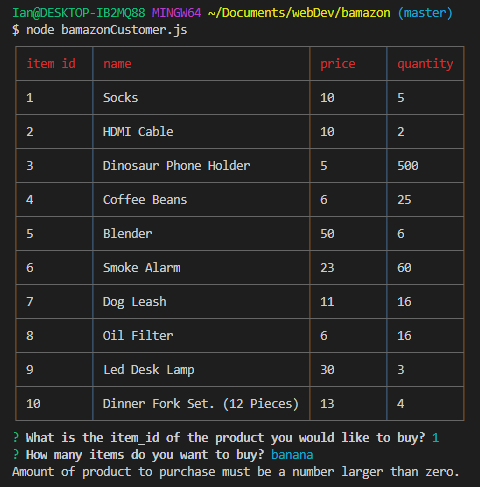 Ian@DESKTOP-IB2MQ88 MINGW64 ~/Documents/webDev/bamazon (master)
$ node bamazonCustomer.js
item id name price quantity
1 Socks 10 5
2 HDMI Cable 10 2
3 Dinosaur Phone Holder 5 500
4 Coffee Beans 6 25
5 Blender 50 6
6 Smoke Alarm 23 60
7 Dog Leash 11 16
8 Oil Filter 6 16
9 Led Desk Lamp 30 3
10 Dinner Fork Set. (12 Pieces) 13 4
? What is the item_id of the product you would like to buy? 1
? How many items do you want to buy? banana
Amount of product to purchase must be a number larger than zero.